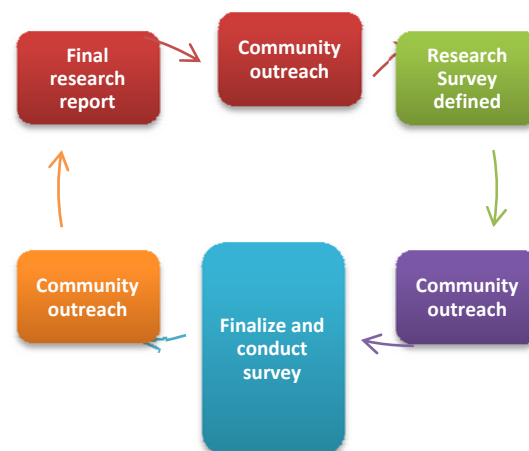 Final
research
report
Community
outreach
Research
Survey
defined
Community
outreach
Finalize and
conduct
survey
Community
outreach